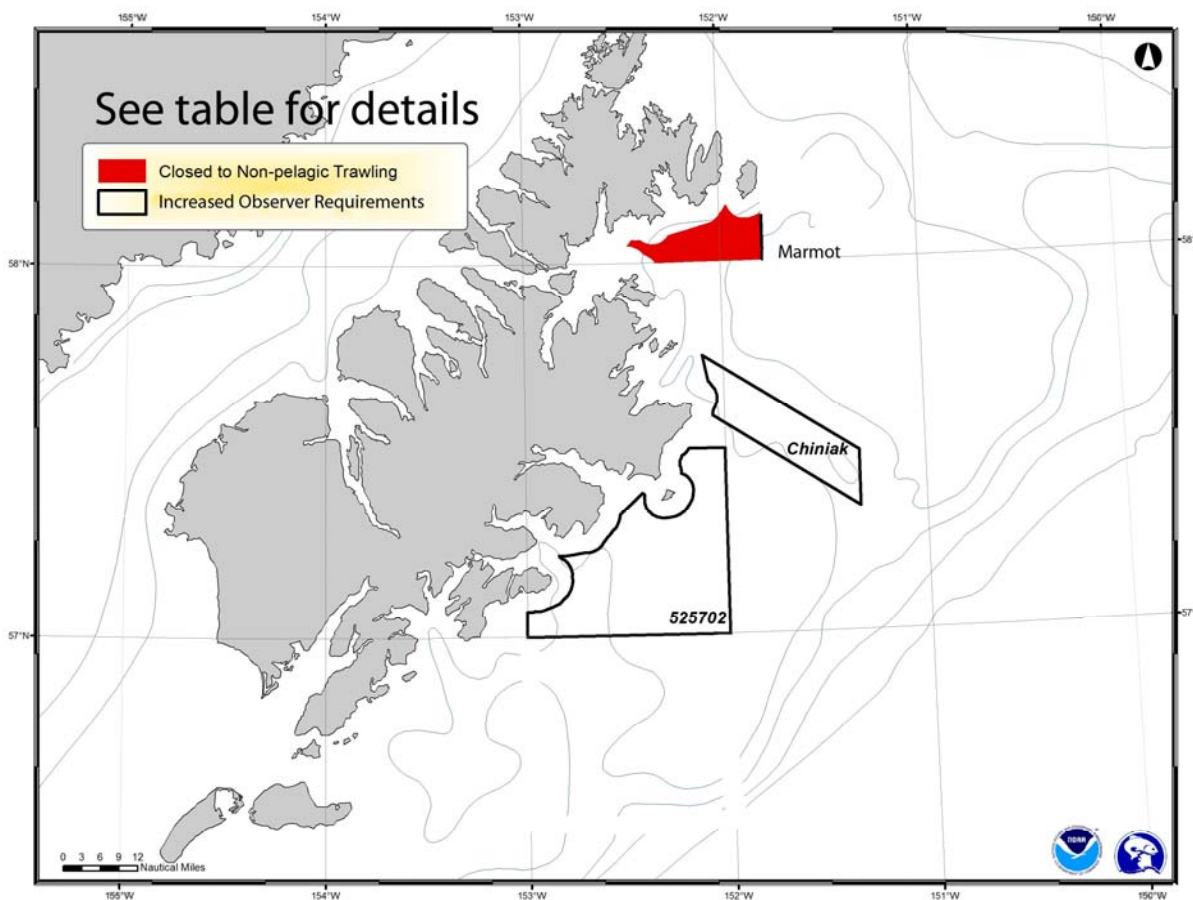 155°W 154°W 153°W 152°W 151°W 150°W
See table for details
Closed to Non-pelagic Trawling
Increased Observer Requirements
58°N
58°
Marmot
Chiniak
525702
57°N
57°
0 3 6 9 12
Nautical Miles
NOAA
155°W 154°W 153°W 152°W 151°W 150°W